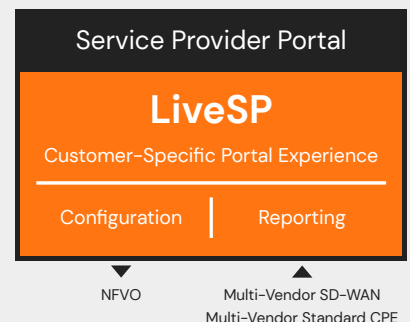 Service Provider Portal
LiveSP
Customer-Specific Portal Experience
Configuration
Reporting
NFVO
Multi-Vendor SD-WAN
Multi-Vendor Standard CPE